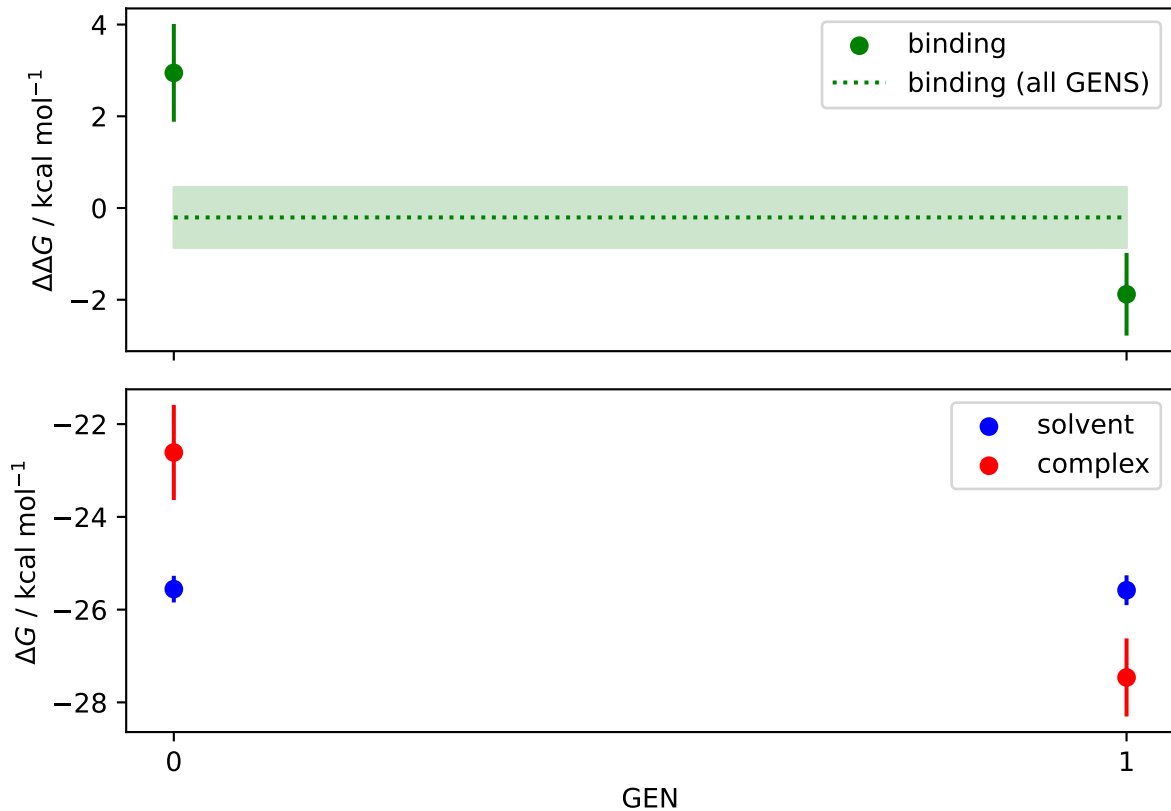 4
2
0
−2
ΔΔG / kcal mol⁻¹
binding
binding (all GENS)
−22
−24
−26
−28
ΔG / kcal mol⁻¹
solvent
complex
0
1
GEN